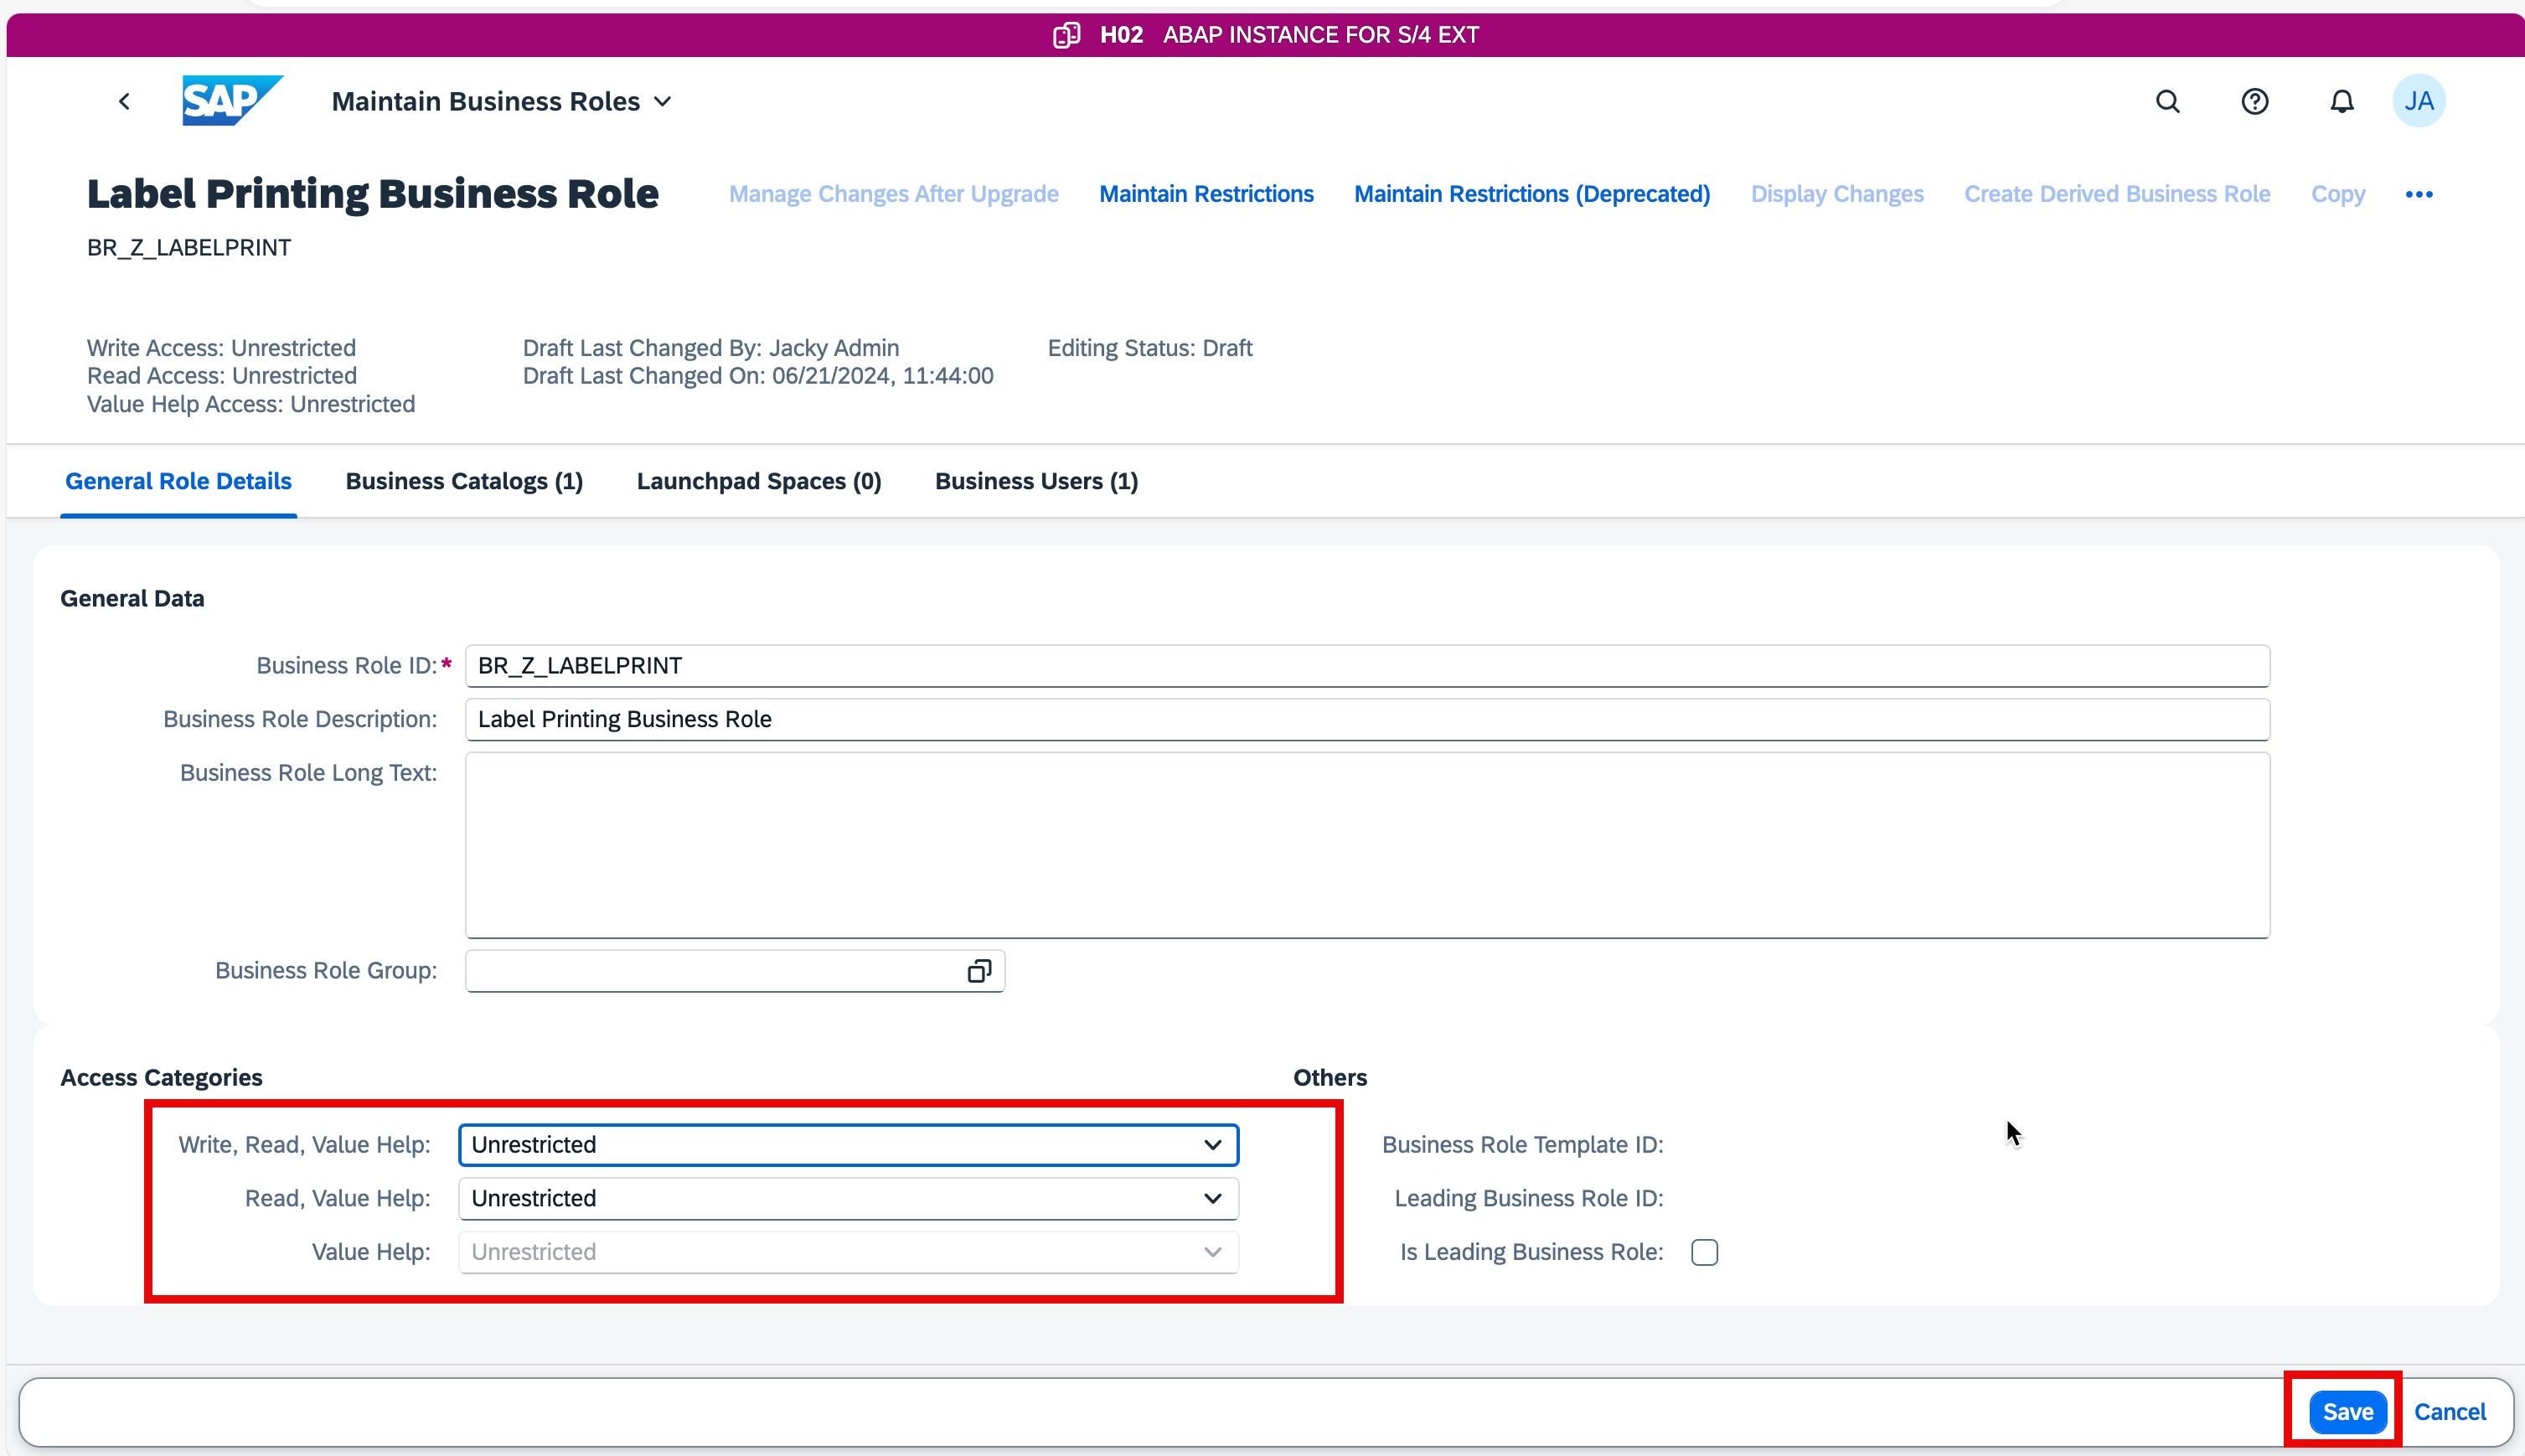 H02 ABAP INSTANCE FOR S/4 EXT
SAP Maintain Business Roles JA
Label Printing Business Role Manage Changes After Upgrade Maintain Restrictions Maintain Restrictions (Deprecated) Display Changes Create Derived Business Role Copy
BR_Z_LABELPRINT
Write Access: Unrestricted Draft Last Changed By: Jacky Admin Editing Status: Draft
Read Access: Unrestricted Draft Last Changed On: 06/21/2024, 11:44:00
Value Help Access: Unrestricted
General Role Details Business Catalogs (1) Launchpad Spaces (0) Business Users (1)
General Data
Business Role ID:* BR_Z_LABELPRINT
Business Role Description: Label Printing Business Role
Business Role Long Text:
Business Role Group:
Access Categories Others
Write, Read, Value Help: Unrestricted Business Role Template ID:
Read, Value Help: Unrestricted Leading Business Role ID:
Value Help: Unrestricted Is Leading Business Role:
Save Cancel